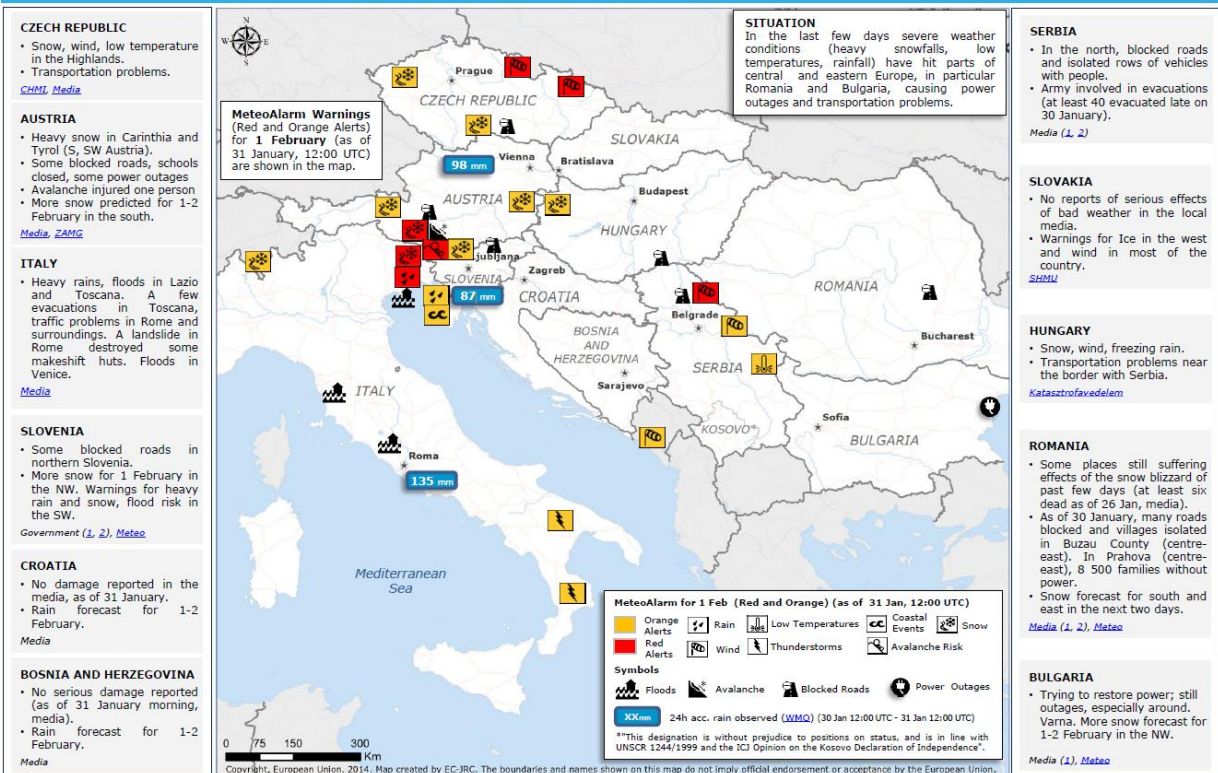 CZECH REPUBLIC
• Snow, wind, low temperature
in the Highlands.
• Transportation problems.
CHMI, Media
AUSTRIA
• Heavy snow in Carinthia and
Tyrol (S, SW Austria).
• Some blocked roads, schools
closed, some power outages
• Avalanche injured one person
• More snow predicted for 1-2
February in the south.
Media, ZAMG
ITALY
• Heavy rains, floods in Lazio
and Toscana. A few
evacuations in Toscana,
traffic problems in Rome and
surroundings. A landslide in
Rome destroyed some
makeshift huts. Floods in
Venice.
Media
SLOVENIA
• Some blocked roads in
northern Slovenia.
• More snow for 1 February in
the NW. Warnings for heavy
rain and snow, flood risk in
the SW.
Government (1, 2), Meteo
CROATIA
• No damage reported in the
media, as of 31 January.
• Rain forecast for 1-2
February.
Media
BOSNIA AND HERZEGOVINA
• No serious damage reported
(as of 31 January morning,
media).
• Rain forecast for 1-2
February.
Media
N
W
E
S
MeteoAlarm Warnings
(Red and Orange Alerts)
for 1 February (as of
31 January, 12:00 UTC)
are shown in the map.
SITUATION
In the last few days severe weather
conditions (heavy snowfalls, low
temperatures, rainfall) have hit parts of
central and eastern Europe, in particular
Romania and Bulgaria, causing power
outages and transportation problems.
Prague
CZECH REPUBLIC
SLOVAKIA
98 mm
Vienna
Bratislava
Budapest
AUSTRIA
HUNGARY
Ljubljana
SLOVENIA
Zagreb
87 mm
CROATIA
ROMANIA
Belgrade
Bucharest
BOSNIA
AND
HERZEGOVINA
SERBIA
Sarajevo
ITALY
Sofia
KOSOVO*
BULGARIA
Roma
135 mm
Mediterranean
Sea
MeteoAlarm for 1 Feb (Red and Orange) (as of 31 Jan, 12:00 UTC)
Orange
Alerts
Rain
Low Temperatures
Coastal
Events
Snow
Red
Alerts
Wind
Thunderstorms
Avalanche Risk
Symbols
Floods
Avalanche
Blocked Roads
Power Outages
XXmm
24h acc. rain observed (WMO) (30 Jan 12:00 UTC - 31 Jan 12:00 UTC)
*"This designation is without prejudice to positions on status, and is in line with
UNSCR 1244/1999 and the ICJ Opinion on the Kosovo Declaration of Independence".
0 75 150 300
Km
Copyright, European Union, 2014. Map created by EC-JRC. The boundaries and names shown on this map do not imply official endorsement or acceptance by the European Union.
SERBIA
• In the north, blocked roads
and isolated rows of vehicles
with people.
• Army involved in evacuations
(at least 40 evacuated late on
30 January).
Media (1, 2)
SLOVAKIA
• No reports of serious effects
of bad weather in the local
media.
• Warnings for Ice in the west
and wind in most of the
country.
SHMU
HUNGARY
• Snow, wind, freezing rain.
• Transportation problems near
the border with Serbia.
Katasztrofavedelem
ROMANIA
• Some places still suffering
effects of the snow blizzard of
past few days (at least six
dead as of 26 Jan, media).
• As of 30 January, many roads
blocked and villages isolated
in Buzau County (centre-
east). In Prahova (centre-
east), 8 500 families without
power.
• Snow forecast for south and
east in the next two days.
Media (1, 2), Meteo
BULGARIA
• Trying to restore power; still
outages, especially around.
Varna. More snow forecast for
1-2 February in the NW.
Media (1), Meteo